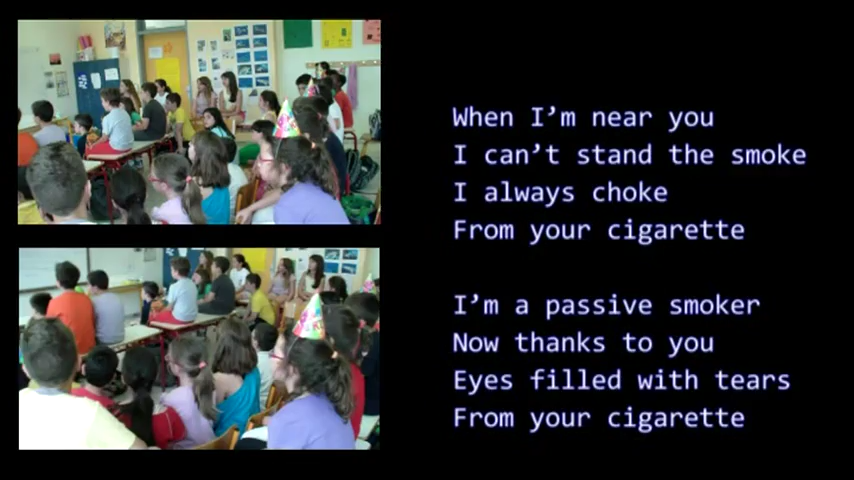 When I’m near you
I can’t stand the smoke
I always choke
From your cigarette
I’m a passive smoker
Now thanks to you
Eyes filled with tears
From your cigarette